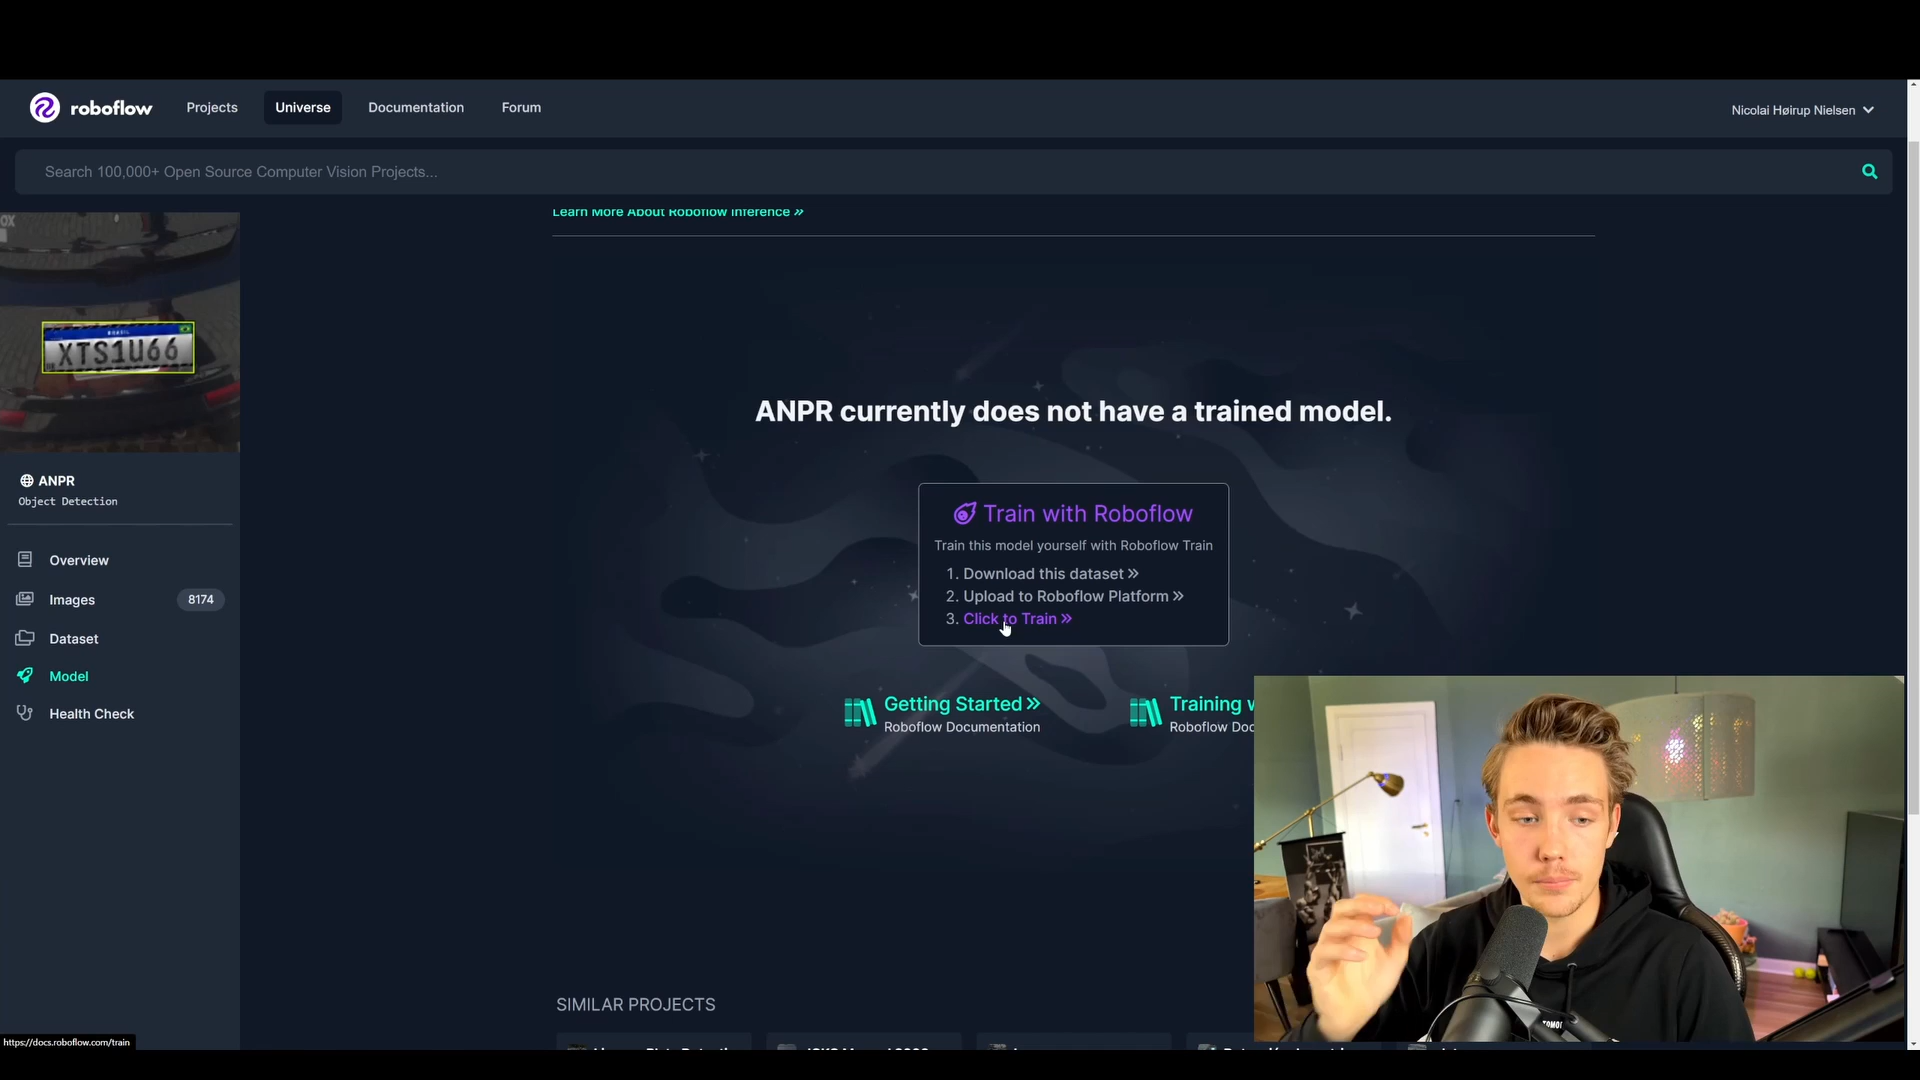 roboflow
Projects
Universe
Documentation
Forum
Nicolai Høirup Nielsen
Search 100,000+ Open Source Computer Vision Projects...
Learn More About Roboflow Inference »
BRASIL
XTS1U66
ANPR
Object Detection
Overview
Images 8174
Dataset
Model
Health Check
ANPR currently does not have a trained model.
Train with Roboflow
Train this model yourself with Roboflow Train
1. Download this dataset »
2. Upload to Roboflow Platform »
3. Click to Train »
Getting Started »
Roboflow Documentation
Training
Roboflow
SIMILAR PROJECTS
https://docs.roboflow.com/train